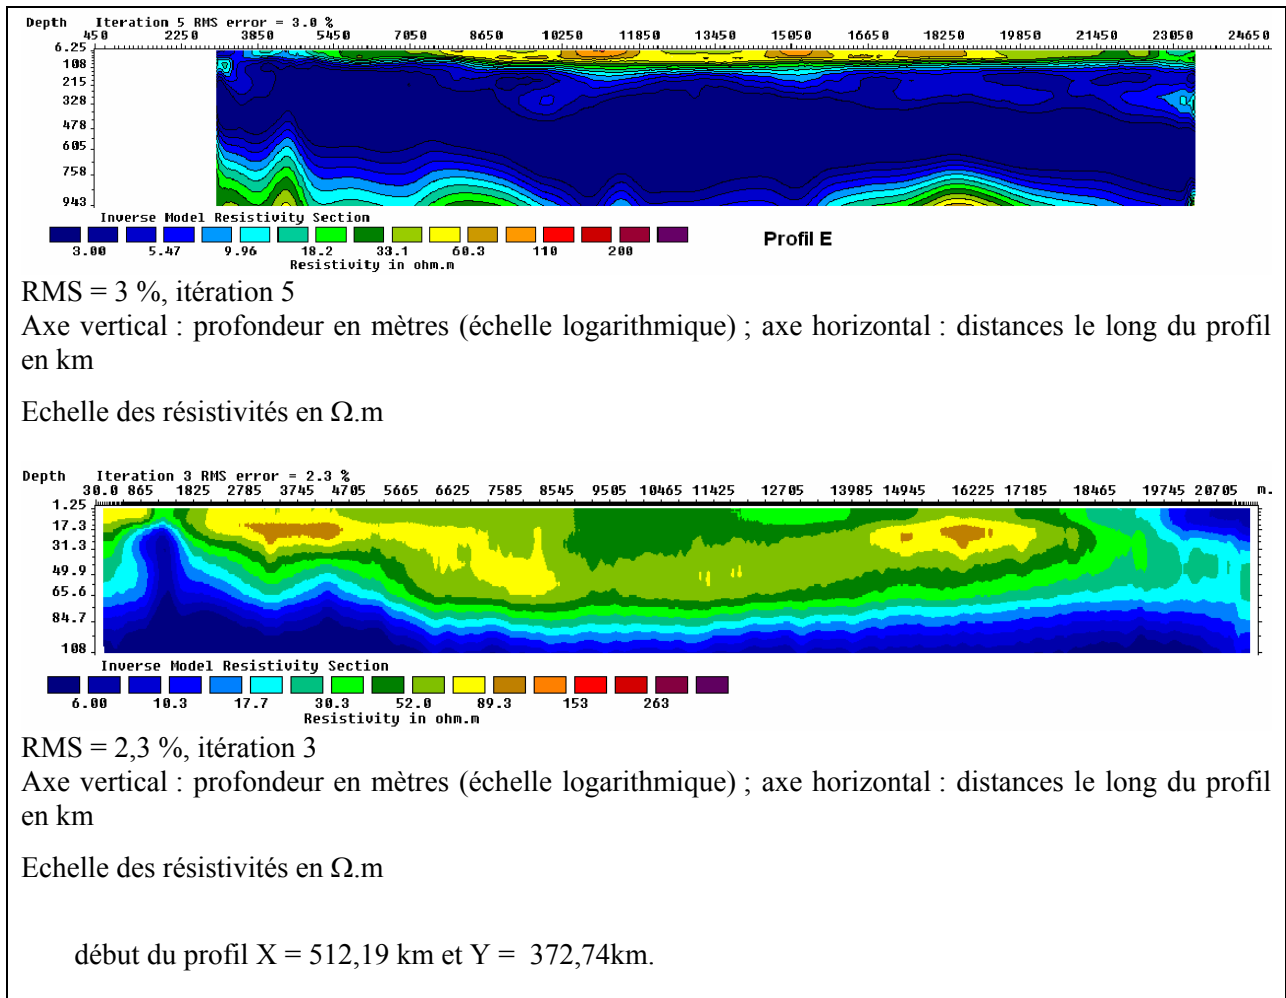 Depth Iteration 5 RMS error = 3.0 %
450 2250 3850 5450 7050 8650 10250 11850 13450 15050 16650 18250 19850 21450 23050 24650
6.25
108
215
328
478
605
758
943
Inverse Model Resistivity Section
3.00 5.47 9.96 18.2 33.1 60.3 110 200
Resistivity in ohm.m
Profil E
RMS = 3 %, itération 5
Axe vertical : profondeur en mètres (échelle logarithmique) ; axe horizontal : distances le long du profil
en km
Echelle des résistivités en Ω.m
Depth Iteration 3 RMS error = 2.3 %
30.0 865 1825 2785 3745 4705 5665 6625 7585 8545 9505 10465 11425 12705 13985 14945 16225 17185 18465 19745 20705 m.
1.25
17.3
31.3
49.9
65.6
84.7
108
Inverse Model Resistivity Section
6.00 10.3 17.7 30.3 52.0 89.3 153 263
Resistivity in ohm.m
RMS = 2,3 %, itération 3
Axe vertical : profondeur en mètres (échelle logarithmique) ; axe horizontal : distances le long du profil
en km
Echelle des résistivités en Ω.m
début du profil X = 512,19 km et Y = 372,74km.